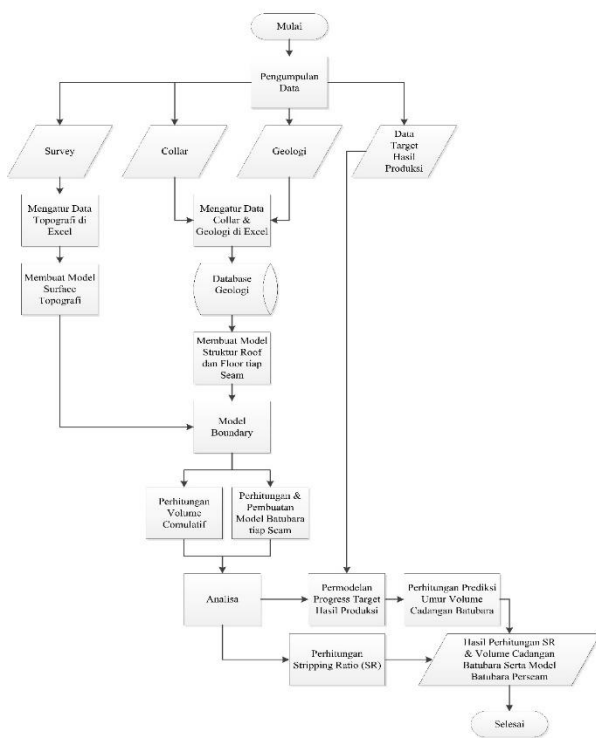 Mulai
Pengumpulan
Data
Survey
Collar
Geologi
Data
Target
Hasil
Produksi
Mengatur Data
Topografi di
Excel
Mengatur Data
Collar &
Geologi di Excel
Membuat Model
Surface
Topografi
Database
Geologi
Membuat Model
Struktur Roof
dan Floor tiap
Seam
Model
Boundary
Perhitungan
Volume
Comulatif
Perhitungan &
Pembuatan
Model Batubara
tiap Seam
Analisa
Permodelan
Progress Target
Hasil Produksi
Perhitungan Prediksi
Umur Volume
Cadangan Batubara
Perhitungan
Stripping Ratio (SR)
Hasil Perhitungan SR
& Volume Cadangan
Batubara Serta Model
Batubara Perseam
Selesai